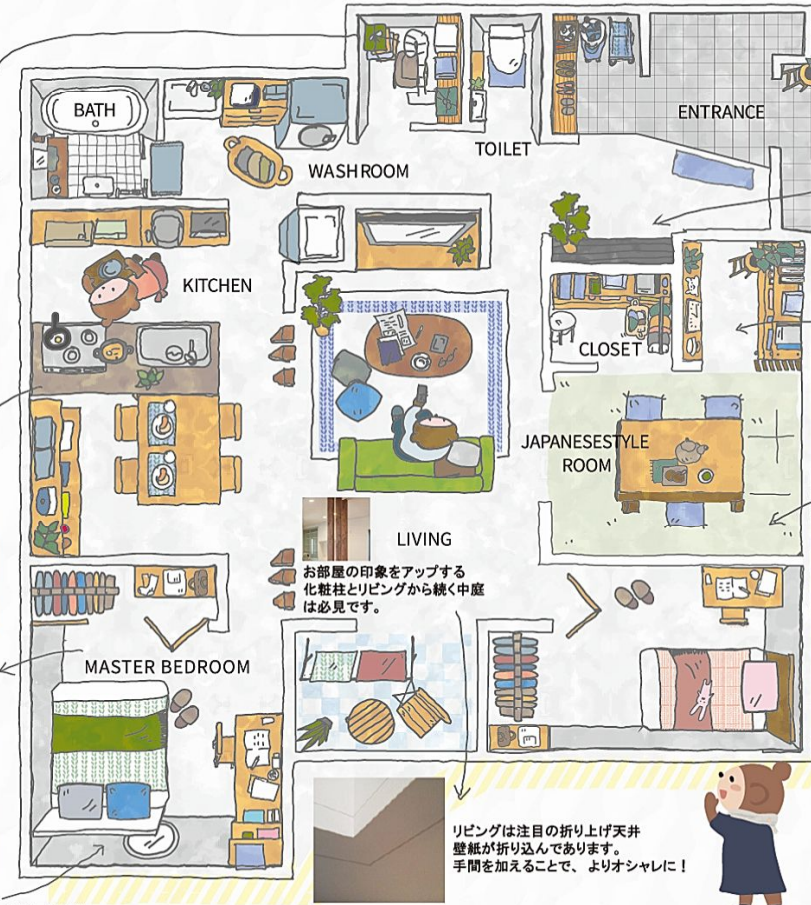 BATH
ENTRANCE
TOILET
WASHROOM
KITCHEN
CLOSET
JAPANESESTYLE
ROOM
LIVING
お部屋の印象をアップする
化粧柱とリビングから続く中庭
は必見です。
MASTER BEDROOM
リビングは注目の折り上げ天井
壁紙が折り込んであります。
手間を加えることで、よりオシャレに！